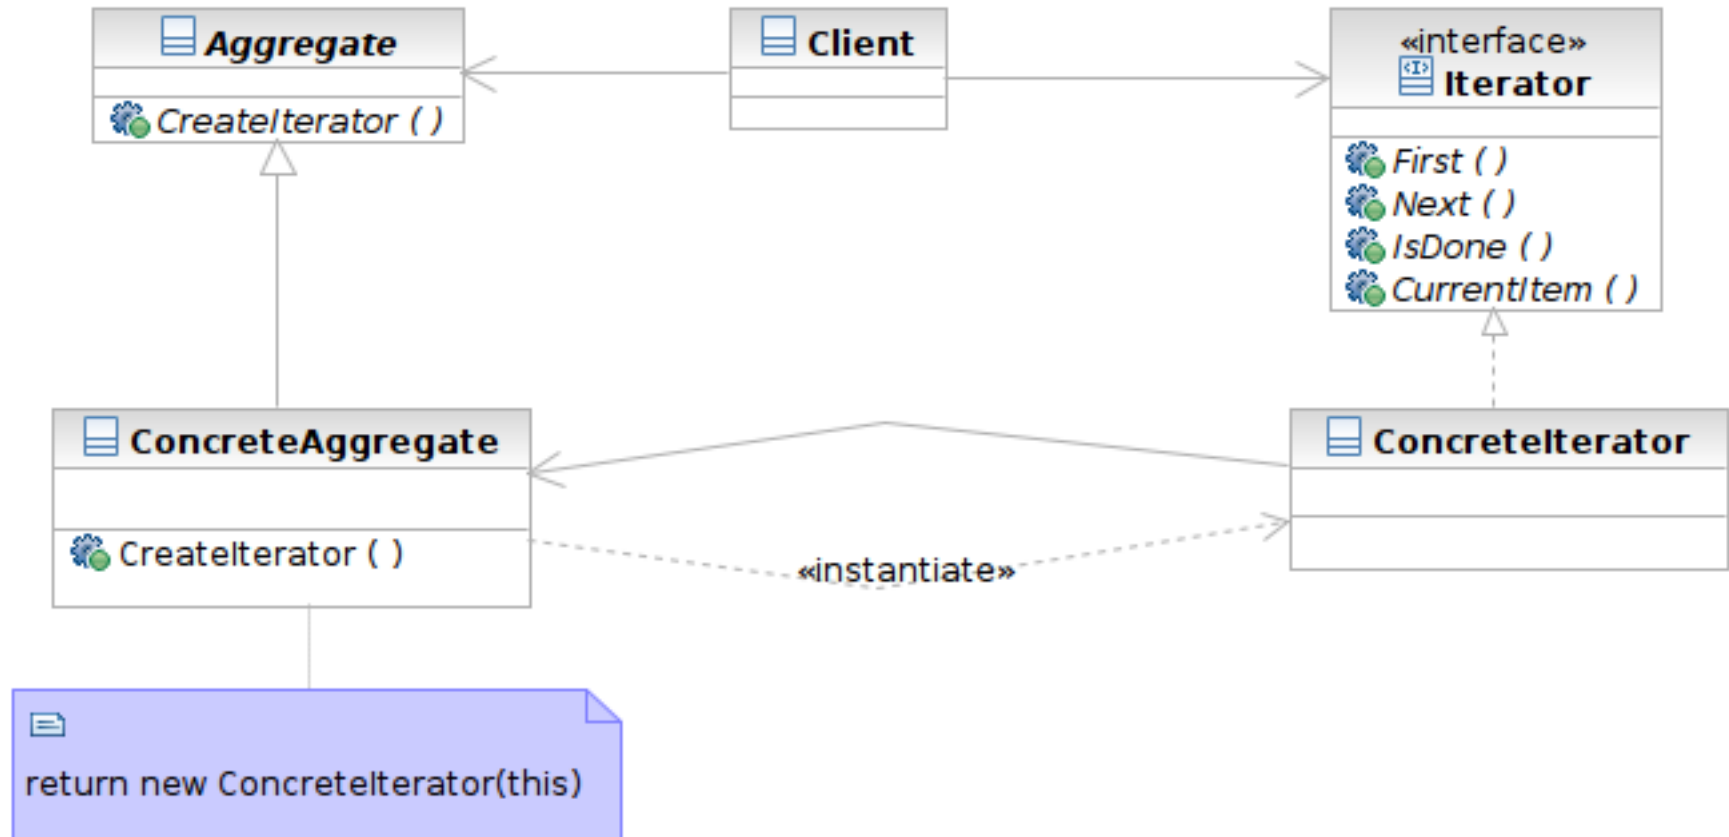 Aggregate
CreateIterator ( )
Client
«interface»
Iterator
First ( )
Next ( )
IsDone ( )
CurrentItem ( )
ConcreteAggregate
CreateIterator ( )
«instantiate»
ConcreteIterator
return new ConcreteIterator(this)